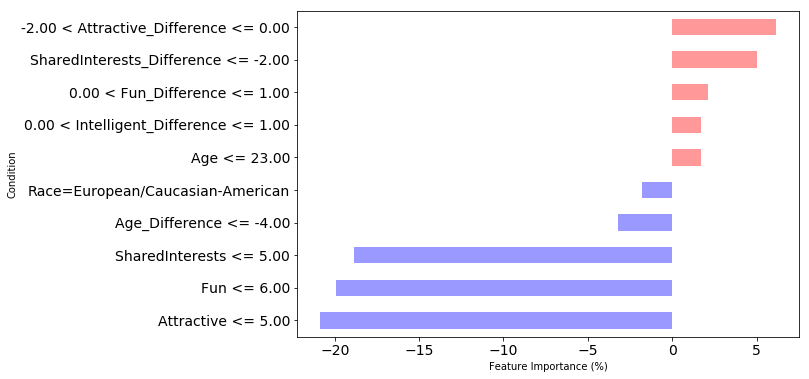 -2.00 < Attractive_Difference <= 0.00
SharedInterests_Difference <= -2.00
0.00 < Fun_Difference <= 1.00
0.00 < Intelligent_Difference <= 1.00
Age <= 23.00
Condition
Race=European/Caucasian-American
Age_Difference <= -4.00
SharedInterests <= 5.00
Fun <= 6.00
Attractive <= 5.00
−20 −15 −10 −5 0 5
Feature Importance (%)